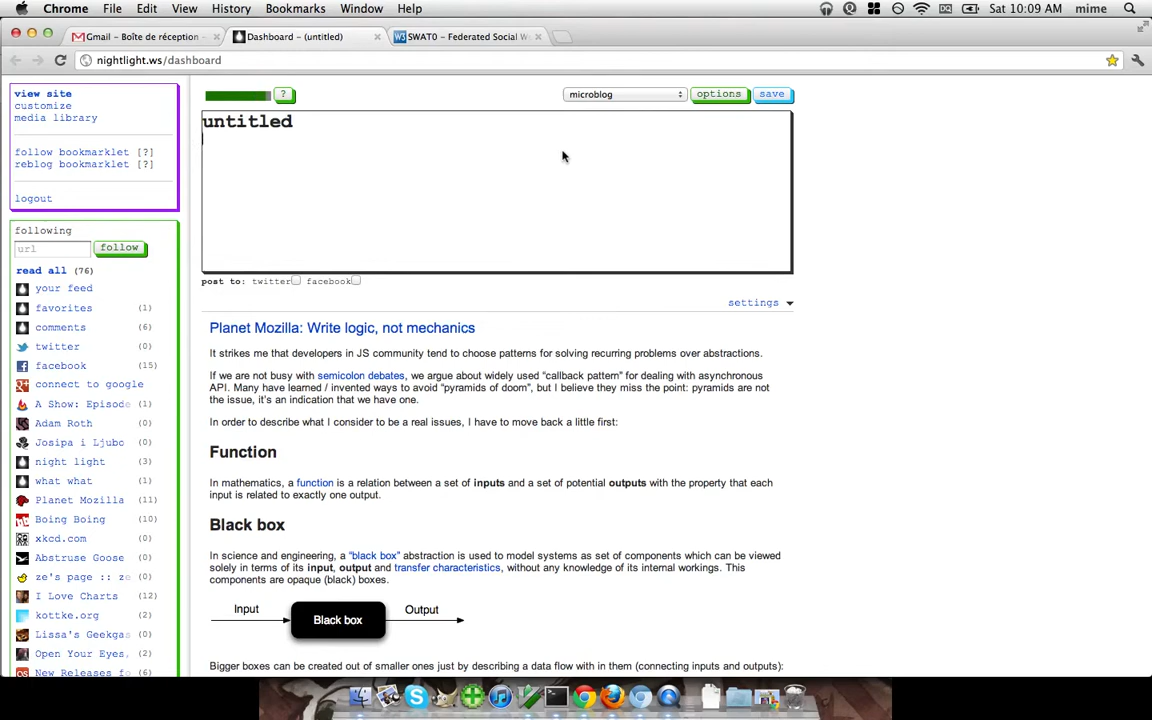 Chrome File Edit View History Bookmarks Window Help Sat 10:09 AM mime
Gmail – Boîte de réception – Dashboard – (untitled) SWAT0 – Federated Social W
nightlight.ws/dashboard
view site
customize
media library
follow bookmarklet [?]
reblog bookmarklet [?]
logout
following
url follow
read all (76)
your feed
favorites (1)
comments (6)
twitter (0)
facebook (15)
connect to google
A Show: Episode (1)
Adam Roth (0)
Josipa i Ljubo (0)
night light (3)
what what (1)
Planet Mozilla (11)
Boing Boing (10)
xkcd.com (0)
Abstruse Goose (0)
ze's page :: ze (0)
I Love Charts (12)
kottke.org (2)
Lissa's Geekgas (0)
Open Your Eyes, (2)
New Releases fo (6)
? microblog options save
untitled
post to: twitter facebook
settings
Planet Mozilla: Write logic, not mechanics
It strikes me that developers in JS community tend to choose patterns for solving recurring problems over abstractions.
If we are not busy with semicolon debates, we argue about widely used “callback pattern” for dealing with asynchronous
API. Many have learned / invented ways to avoid “pyramids of doom”, but I believe they miss the point: pyramids are not
the issue, it’s an indication that we have one.
In order to describe what I consider to be a real issues, I have to move back a little first:
Function
In mathematics, a function is a relation between a set of inputs and a set of potential outputs with the property that each
input is related to exactly one output.
Black box
In science and engineering, a “black box” abstraction is used to model systems as set of components which can be viewed
solely in terms of its input, output and transfer characteristics, without any knowledge of its internal workings. This
components are opaque (black) boxes.
Input Black box Output
Bigger boxes can be created out of smaller ones just by describing a data flow with in them (connecting inputs and outputs):